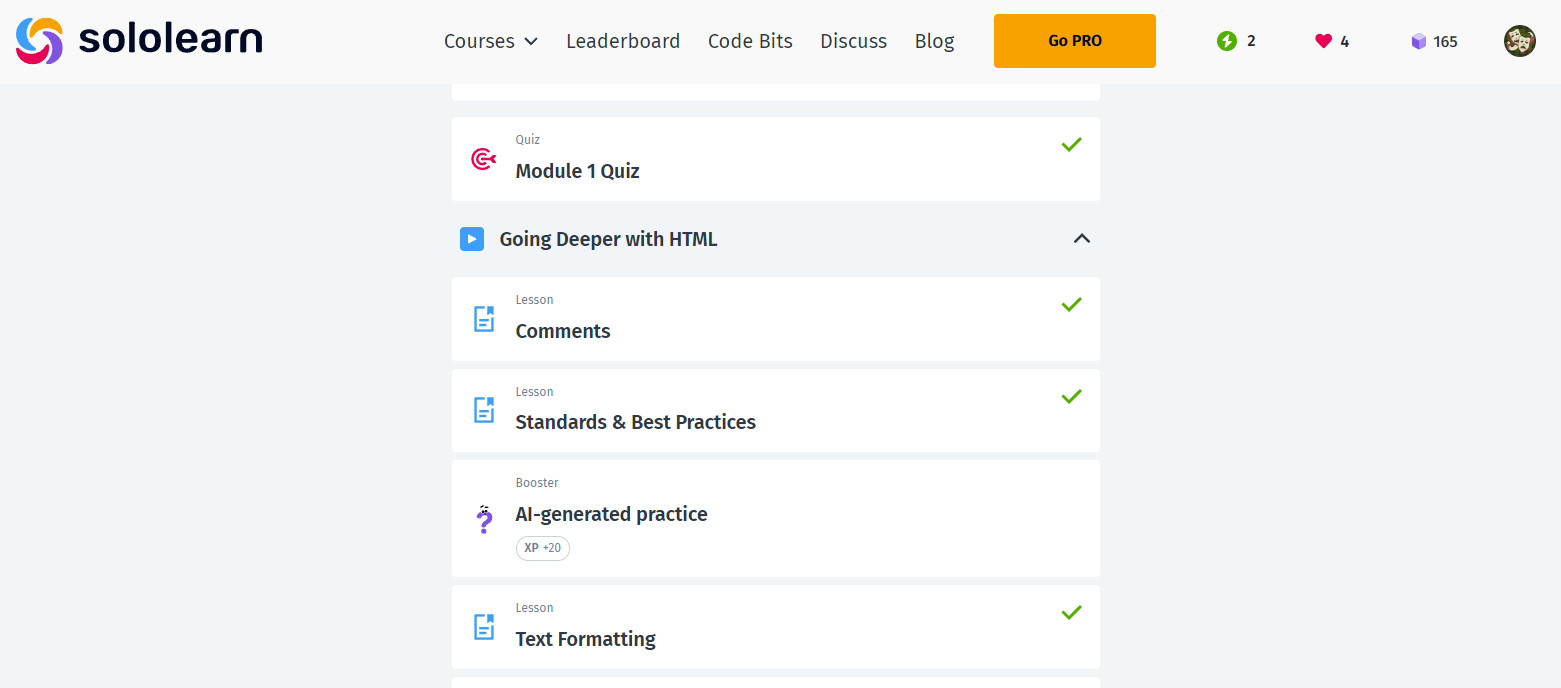 sololearn
Courses
Leaderboard
Code Bits
Discuss
Blog
Go PRO
2
4
165
Quiz
Module 1 Quiz
Going Deeper with HTML
Lesson
Comments
Lesson
Standards & Best Practices
Booster
AI-generated practice
XP +20
Lesson
Text Formatting